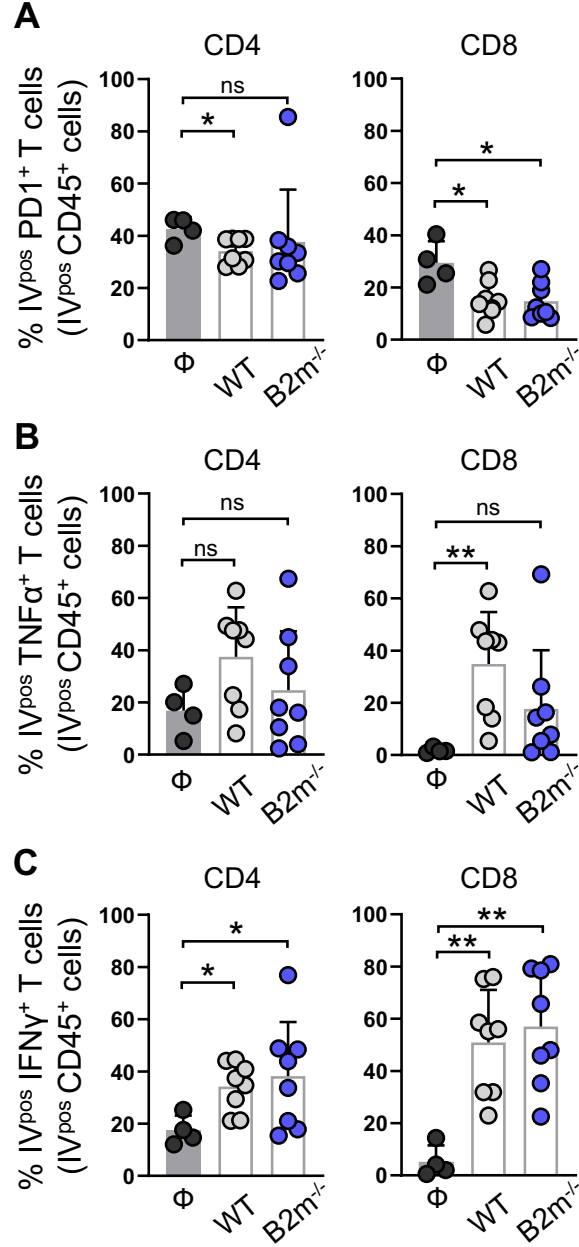 A
CD4
CD8
% IVpos PD1+ T cells
(IVpos CD45+ cells)
100
80
60
40
20
0
ns
*
Φ
WT
B2m-/-
100
80
60
40
20
0
*
*
Φ
WT
B2m-/-
B
CD4
CD8
% IVpos TNFα+ T cells
(IVpos CD45+ cells)
100
80
60
40
20
0
ns
ns
Φ
WT
B2m-/-
100
80
60
40
20
0
ns
**
Φ
WT
B2m-/-
C
CD4
CD8
% IVpos IFNγ+ T cells
(IVpos CD45+ cells)
100
80
60
40
20
0
*
*
Φ
WT
B2m-/-
100
80
60
40
20
0
**
**
Φ
WT
B2m-/-